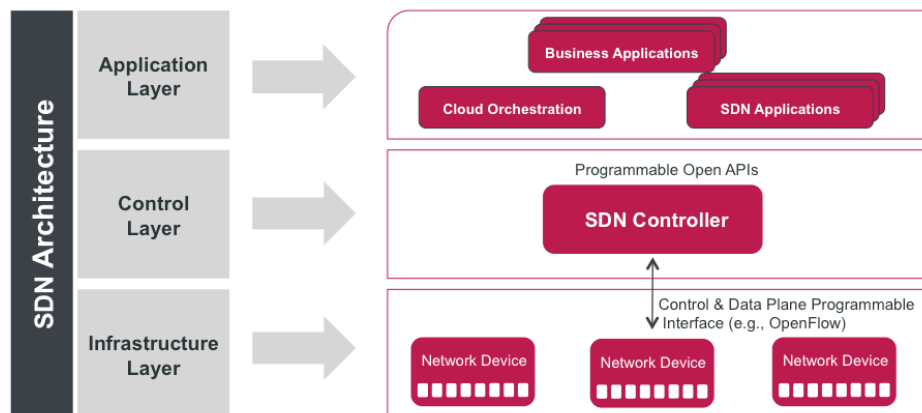 SDN Architecture
Application
Layer
Business Applications
Cloud Orchestration
SDN Applications
Control
Layer
Programmable Open APIs
SDN Controller
Infrastructure
Layer
Control & Data Plane Programmable
Interface (e.g., OpenFlow)
Network Device
Network Device
Network Device